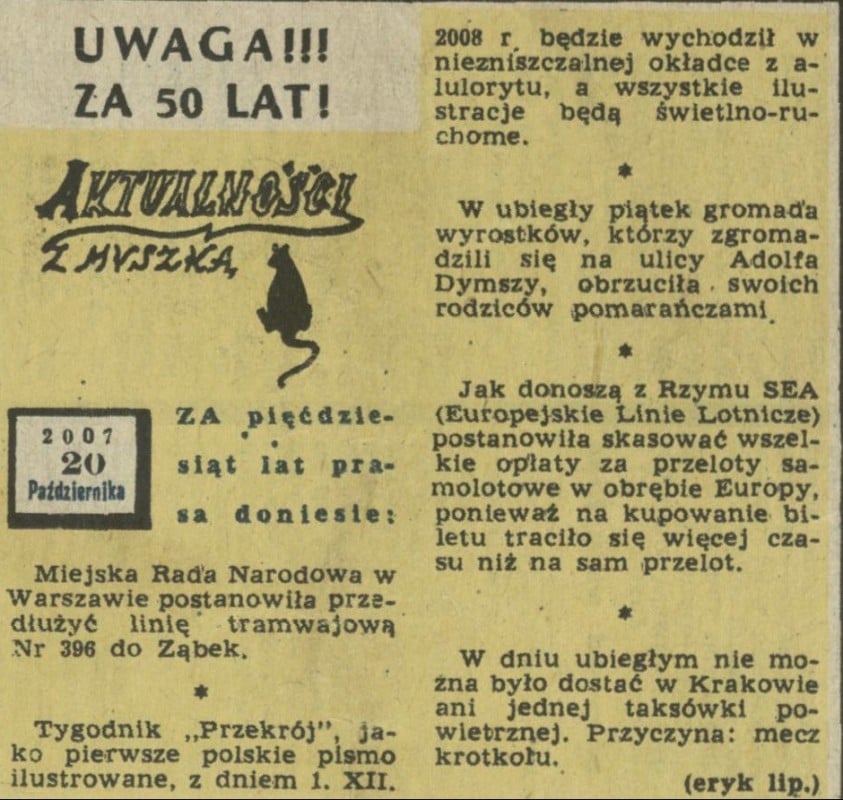 UWAGA!!!
ZA 50 LAT!
AKTUALNOŚCI
Z MYSZKĄ
2007
20
Października
ZA pięćdzie-
siąt lat pra-
sa doniesie:
Miejska Rada Narodowa w
Warszawie postanowiła prze-
dłużyć linię tramwajową
Nr 396 do Ząbek.
*
Tygodnik „Przekrój”, ja-
ko pierwsze polskie pismo
ilustrowane, z dniem 1. XII.
2008 r. będzie wychodził w
niezniszczalnej okładce z a-
lulorytu, a wszystkie ilu-
stracje będą świetlno-ru-
chome.
*
W ubiegły piątek gromada
wyrostków, którzy zgroma-
dzili się na ulicy Adolfa
Dymszy, obrzuciła swoich
rodziców pomarańczami.
*
Jak donoszą z Rzymu SEA
(Europejskie Linie Lotnicze)
postanowiła skasować wszel-
kie opłaty za przeloty sa-
molotowe w obrębie Europy,
ponieważ na kupowanie bi-
letu traciło się więcej cza-
su niż na sam przelot.
*
W dniu ubiegłym nie mo-
żna było dostać w Krakowie
ani jednej taksówki po-
wietrznej. Przyczyna: mecz
krotkołu.
(eryk lip.)